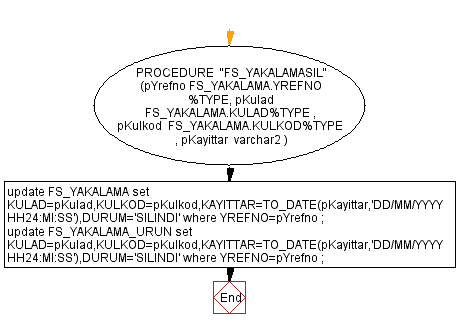 PROCEDURE "FS_YAKALAMASIL"
(pYrefno FS_YAKALAMA.YREFNO
%TYPE, pKulad
FS_YAKALAMA.KULAD%TYPE ,
pKulkod FS_YAKALAMA.KULKOD%TYPE
, pKayittar varchar2 )
update FS_YAKALAMA set
KULAD=pKulad,KULKOD=pKulkod,KAYITTAR=TO_DATE(pKayittar,'DD/MM/YYYY
HH24:MI:SS'),DURUM='SILINDI' where YREFNO=pYrefno ;
update FS_YAKALAMA_URUN set
KULAD=pKulad,KULKOD=pKulkod,KAYITTAR=TO_DATE(pKayittar,'DD/MM/YYYY
HH24:MI:SS'),DURUM='SILINDI' where YREFNO=pYrefno ;
End